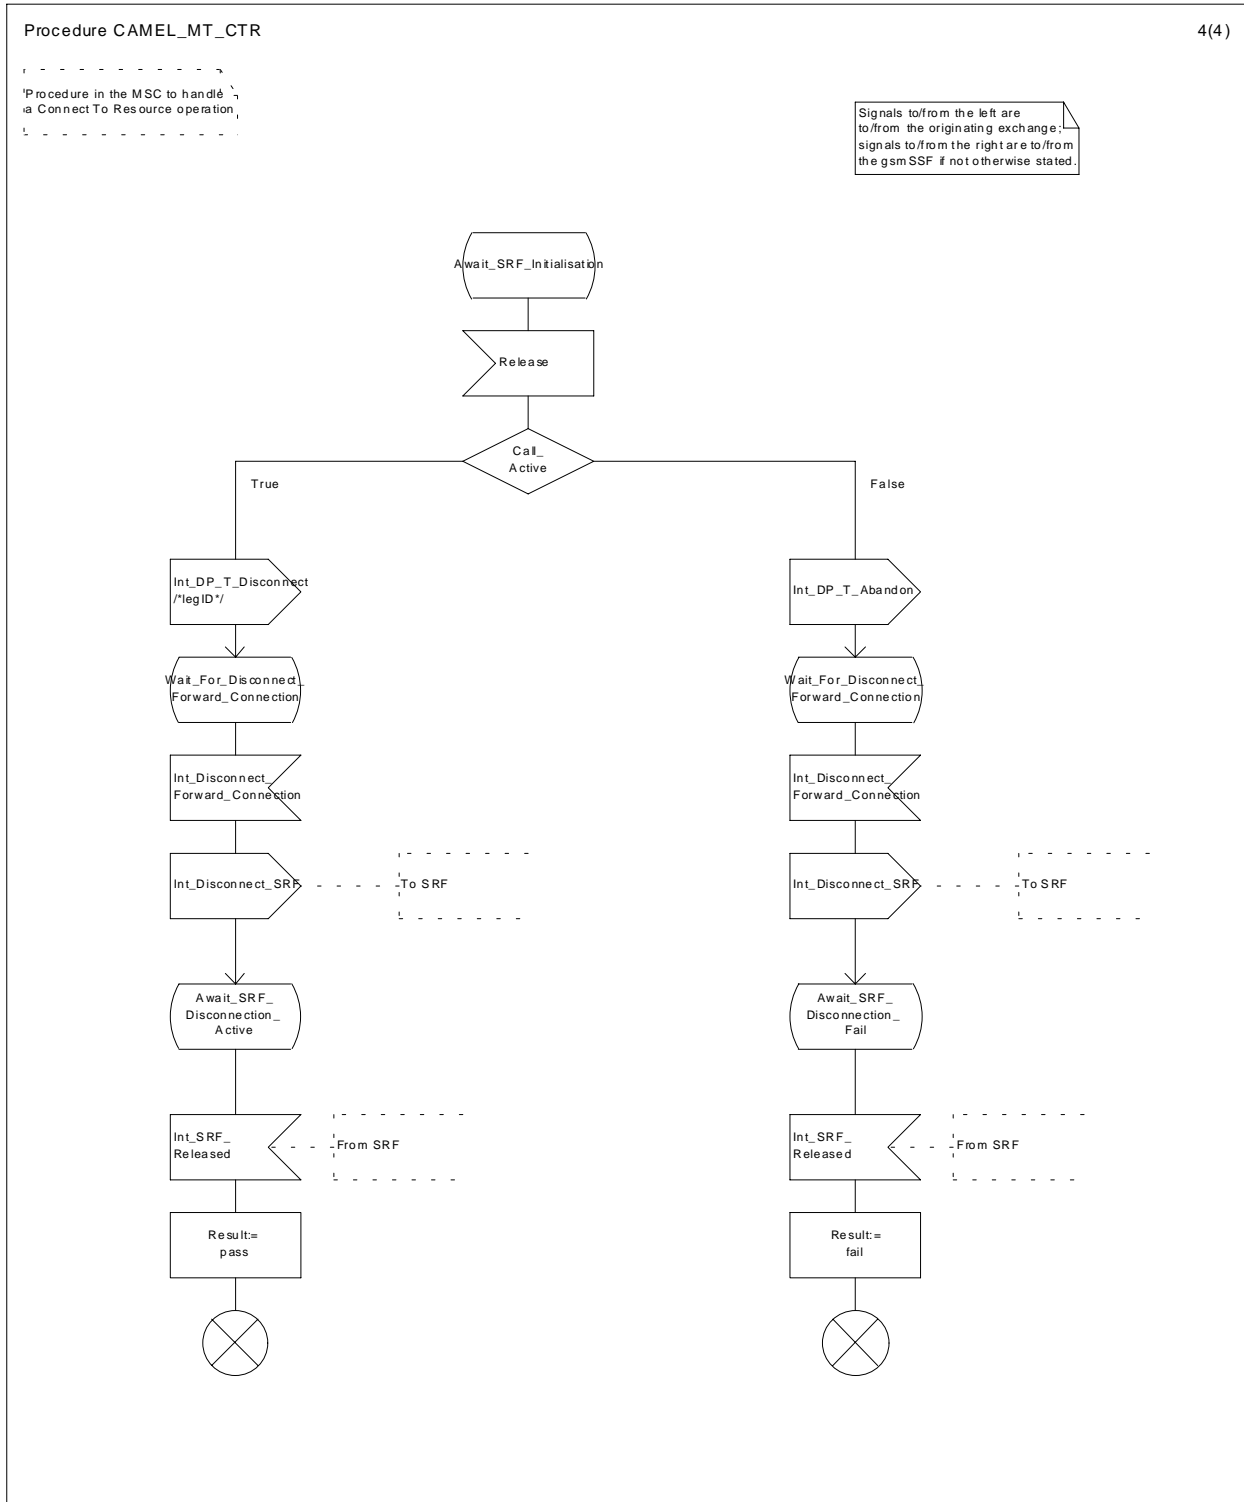 Procedure CAMEL_MT_CTR
4(4)
Procedure in the MSC to handle
a Connect To Resource operation
Signals to/from the left are
to/from the originating exchange;
signals to/from the right are to/from
the gsmSSF if not otherwise stated.
Await_SRF_Initialisation
Release
Call_
Active
True
False
Int_DP_T_Disconnect
/*legID*/
Int_DP_T_Abandon
Wait_For_Disconnect_
Forward_Connection
Wait_For_Disconnect_
Forward_Connection
Int_Disconnect_
Forward_Connection
Int_Disconnect_
Forward_Connection
Int_Disconnect_SRF
To SRF
Int_Disconnect_SRF
To SRF
Await_SRF_
Disconnection_
Active
Await_SRF_
Disconnection_
Fail
Int_SRF_
Released
From SRF
Int_SRF_
Released
From SRF
Result:=
pass
Result:=
fail